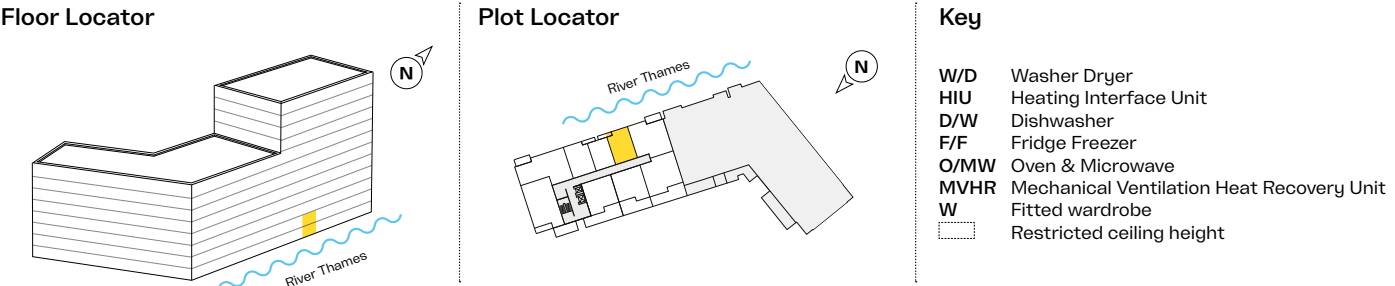 Floor Locator
N
River Thames
Plot Locator
N
River Thames
Key
W/D Washer Dryer
HIU Heating Interface Unit
D/W Dishwasher
F/F Fridge Freezer
O/MW Oven & Microwave
MVHR Mechanical Ventilation Heat Recovery Unit
W Fitted wardrobe
Restricted ceiling height